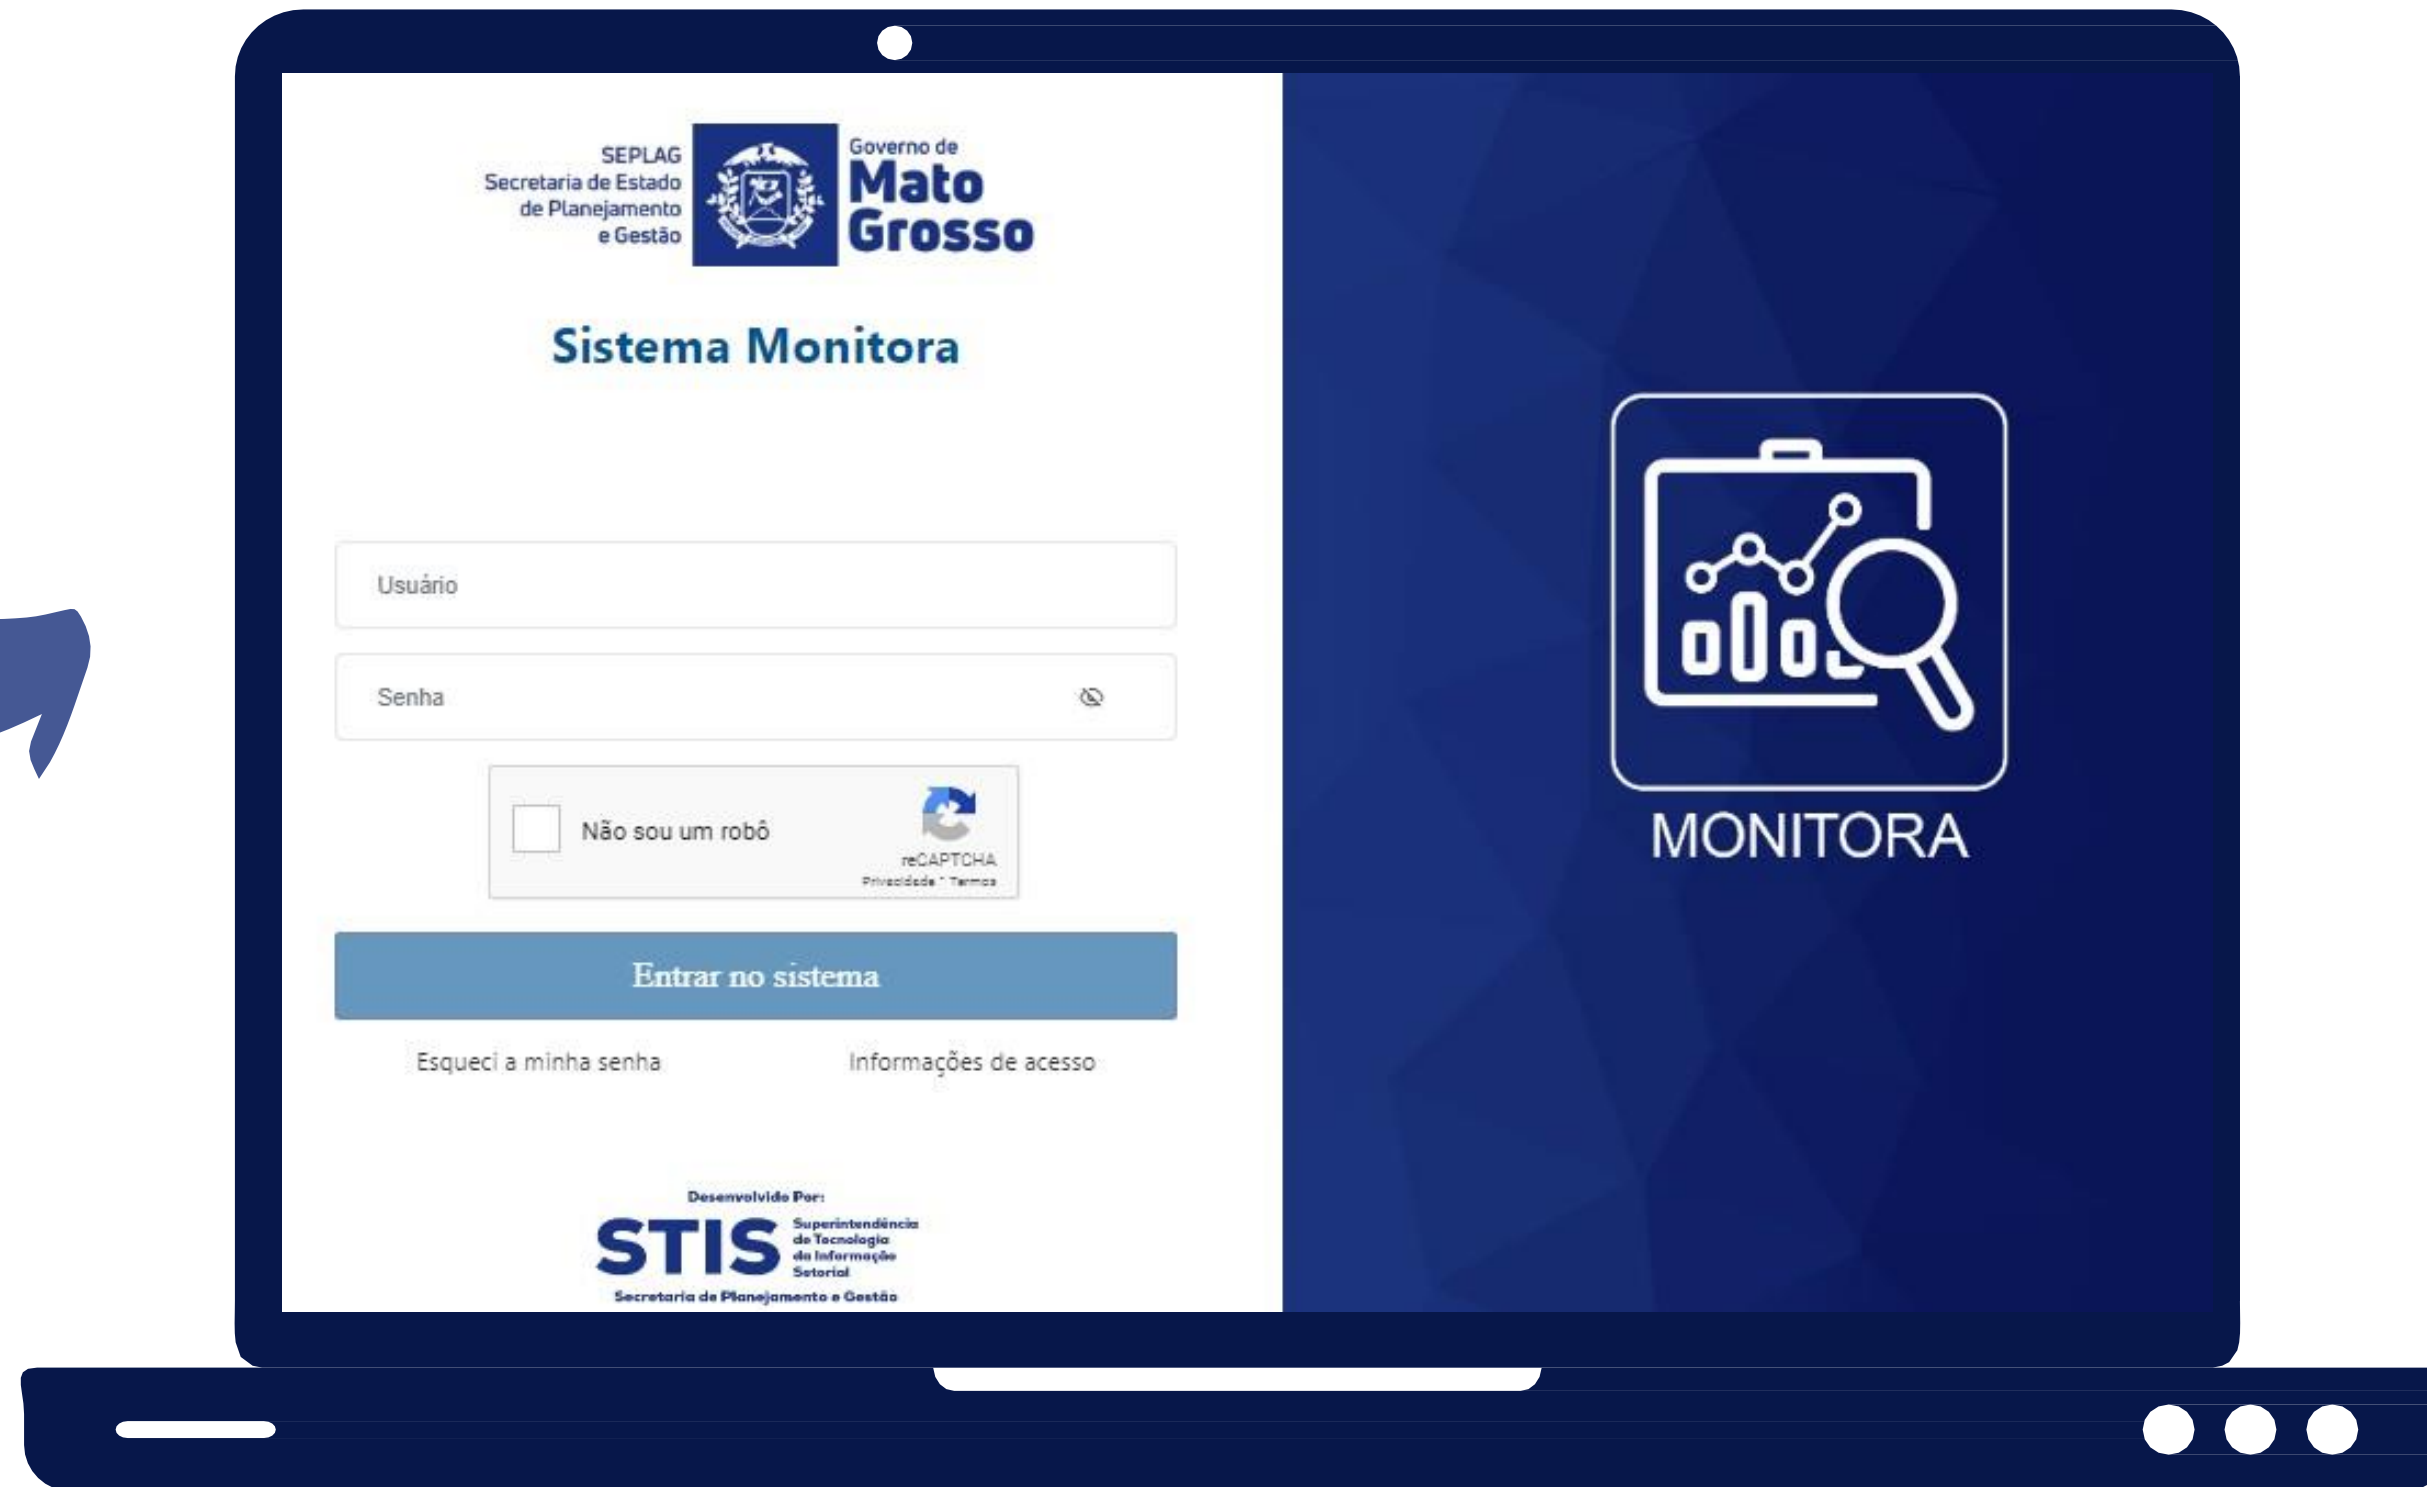 SEPLAG
Secretaria de Estado
de Planejamento
e Gestão
Governo de
Mato
Grosso
Sistema Monitora
Usuário
Senha
Não sou um robô
reCAPTCHA
Privacidade - Termos
Entrar no sistema
Esqueci a minha senha
Informações de acesso
MONITORA
Desenvolvido Por:
STIS
Superintendência
de Tecnologia
da Informação
Setorial
Secretaria de Planejamento e Gestão